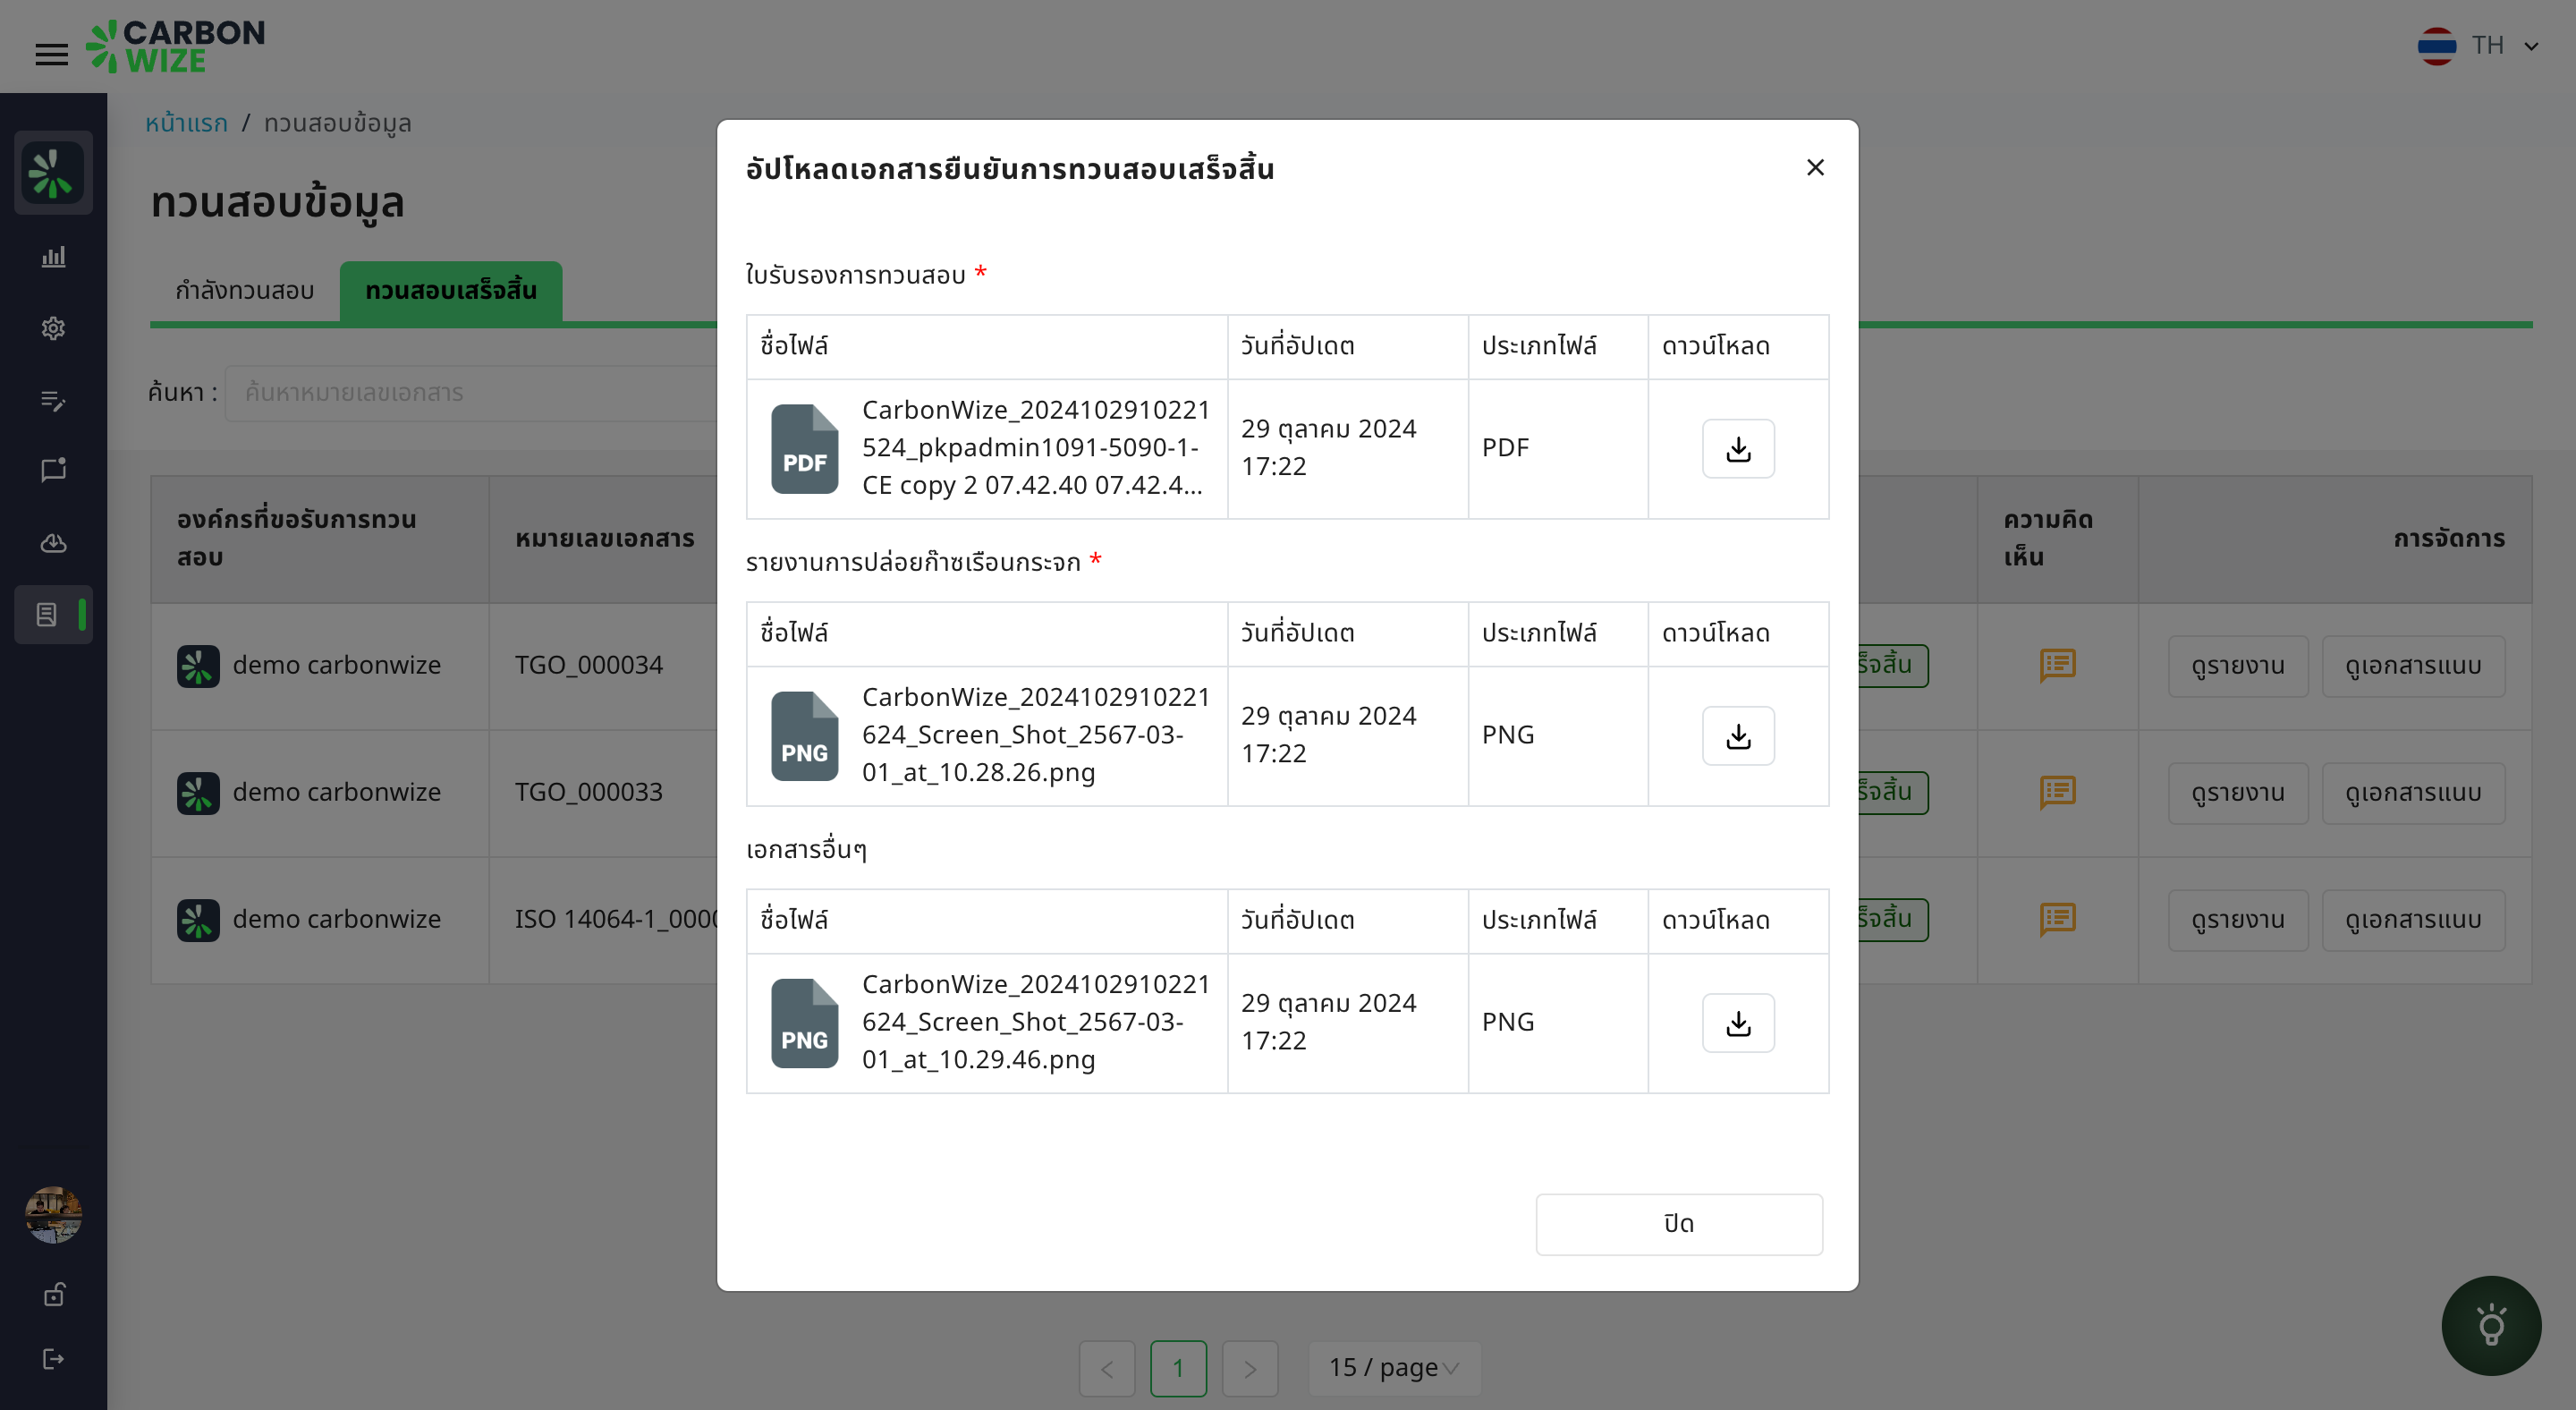 CARBON
WIZE
TH
หน้าแรก / ทวนสอบข้อมูล
ทวนสอบข้อมูล
กำลังทวนสอบ
ทวนสอบเสร็จสิ้น
ค้นหา :
ค้นหาหมายเลขเอกสาร
องค์กรที่ขอรับการทวน
สอบ
หมายเลขเอกสาร
ความคิด
เห็น
การจัดการ
demo carbonwize
TGO_000034
ร็จสิ้น
ดูรายงาน
ดูเอกสารแนบ
demo carbonwize
TGO_000033
ร็จสิ้น
ดูรายงาน
ดูเอกสารแนบ
demo carbonwize
ISO 14064-1_000
ร็จสิ้น
ดูรายงาน
ดูเอกสารแนบ
อัปโหลดเอกสารยืนยันการทวนสอบเสร็จสิ้น
ใบรับรองการทวนสอบ *
ชื่อไฟล์
วันที่อัปเดต
ประเภทไฟล์
ดาวน์โหลด
PDF
CarbonWize_2024102910221
524_pkpadmin1091-5090-1-
CE copy 2 07.42.40 07.42.4...
29 ตุลาคม 2024
17:22
PDF
รายงานการปล่อยก๊าซเรือนกระจก *
ชื่อไฟล์
วันที่อัปเดต
ประเภทไฟล์
ดาวน์โหลด
PNG
CarbonWize_2024102910221
624_Screen_Shot_2567-03-
01_at_10.28.26.png
29 ตุลาคม 2024
17:22
PNG
เอกสารอื่นๆ
ชื่อไฟล์
วันที่อัปเดต
ประเภทไฟล์
ดาวน์โหลด
PNG
CarbonWize_2024102910221
624_Screen_Shot_2567-03-
01_at_10.29.46.png
29 ตุลาคม 2024
17:22
PNG
ปิด
1
15 / page